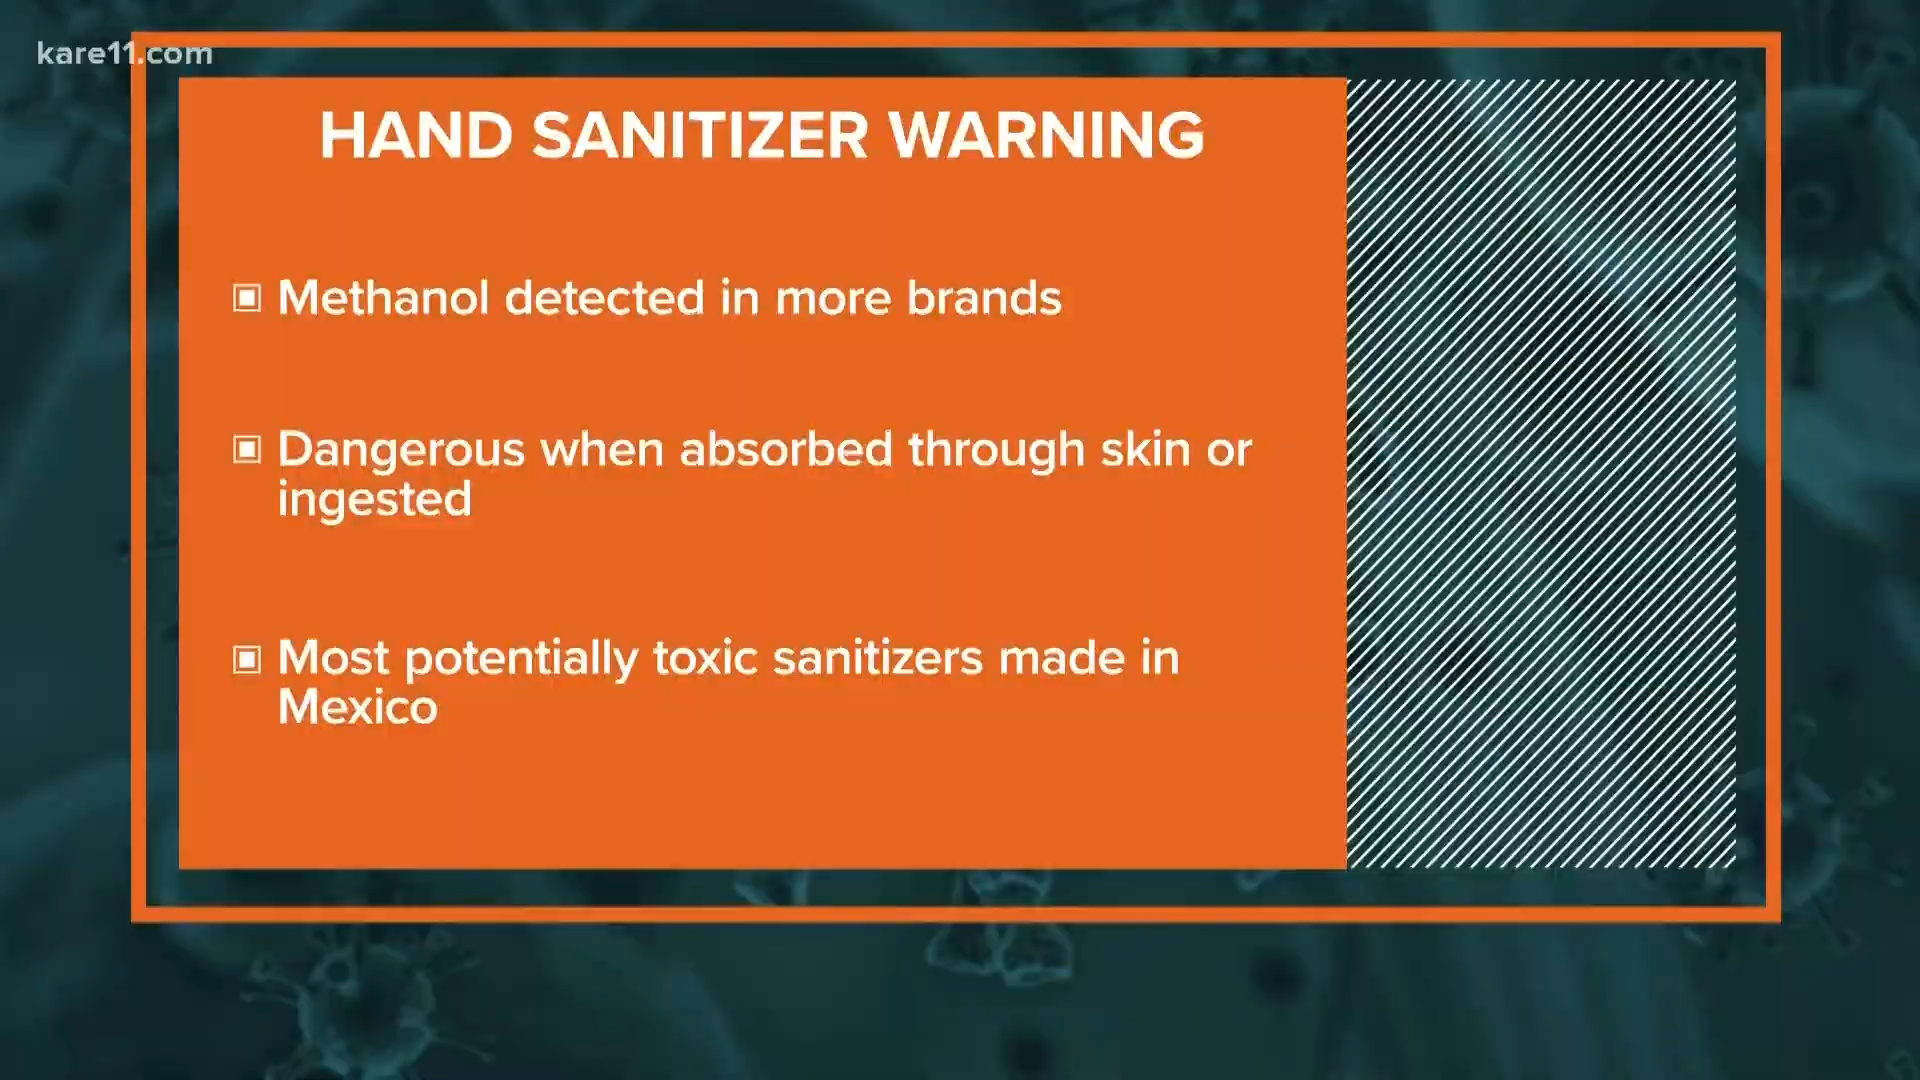 kare11.com
HAND SANITIZER WARNING
Methanol detected in more brands
Dangerous when absorbed through skin or
ingested
Most potentially toxic sanitizers made in
Mexico